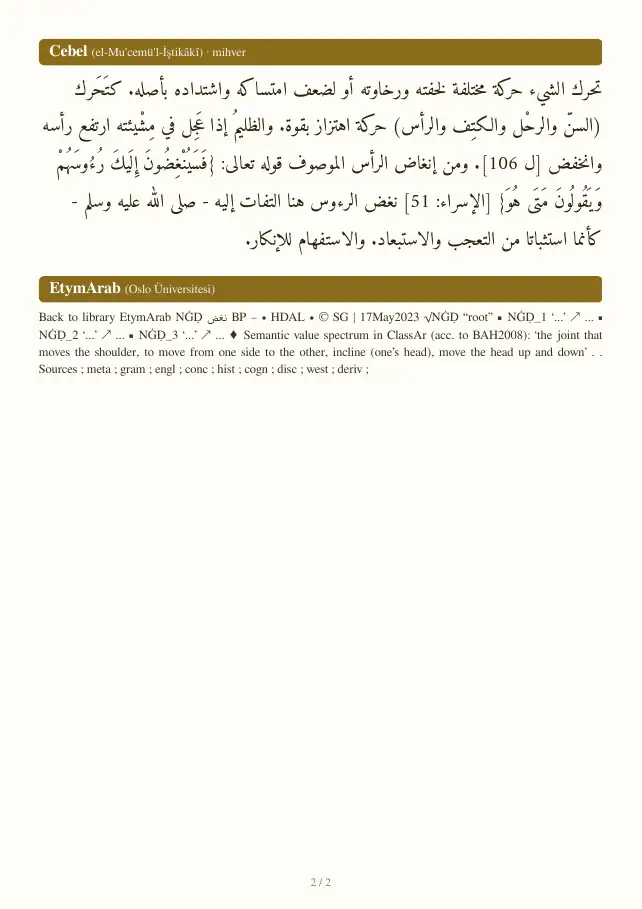 Cebel (el-Mu'cemü'l-İştikâkî) · mihver
تحرك الشيء حركة مختلفة لخفته ورخاوته أو لضعف امتساكه واشتداده بأصله. كتَحَرك
(السنّ والرحْل والكتِف والرأس) حركة اهتزاز بقوة. والظليمُ إذا عَجِل في مِشْيئته ارتفع رأسه
وانخفض [ل 106]. ومن إنغاض الرأس الموصوف قوله تعالى: {فَسَيُنْغِضُونَ إِلَيْكَ رُءُوسَهُمْ
وَيَقُولُونَ مَتَى هُوَ} [الإسراء: 51] نغض الرءوس هنا التفات إليه - صلى الله عليه وسلم -
كأنما استثباتا من التعجب والاستبعاد. والاستفهام للإنكار.
EtymArab (Oslo Üniversitesi)
Back to library EtymArab NĠḌ نغض BP – • HDAL • © SG | 17May2023 √NĠḌ “root” ▪ NĠḌ_1 ‘...’ ↗ ... ▪
NĠḌ_2 ‘...’ ↗ ... ▪ NĠḌ_3 ‘...’ ↗ ... ♦ Semantic value spectrum in ClassAr (acc. to BAH2008): ‘the joint that
moves the shoulder, to move from one side to the other, incline (one’s head), move the head up and down’ . .
Sources ; meta ; gram ; engl ; conc ; hist ; cogn ; disc ; west ; deriv ;
2 / 2